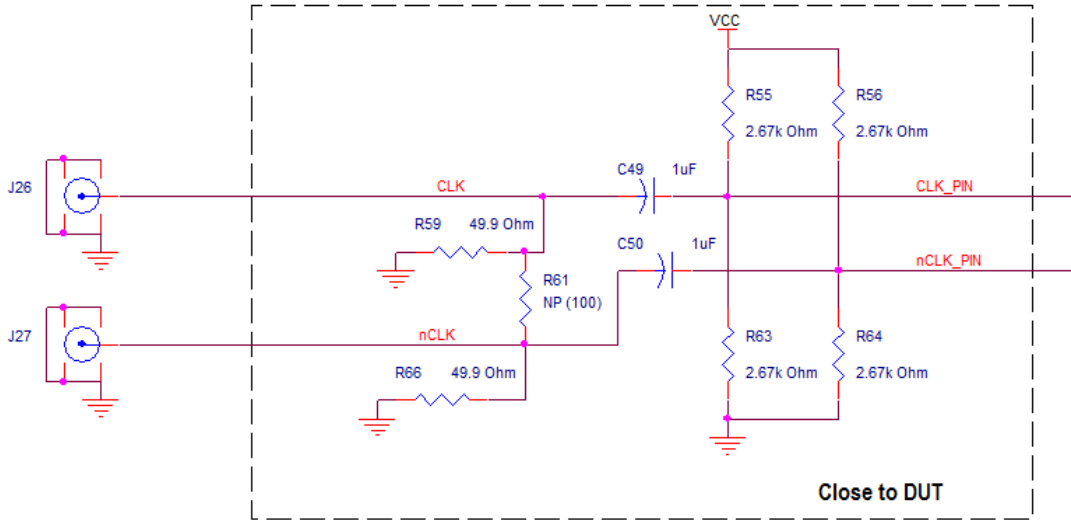 VCC
R55
R56
2.67k Ohm
2.67k Ohm
J26
CLK
C49
1uF
CLK_PIN
R59
49.9 Ohm
C50
1uF
nCLK_PIN
R61
NP (100)
J27
nCLK
R63
R64
2.67k Ohm
2.67k Ohm
R66
49.9 Ohm
Close to DUT